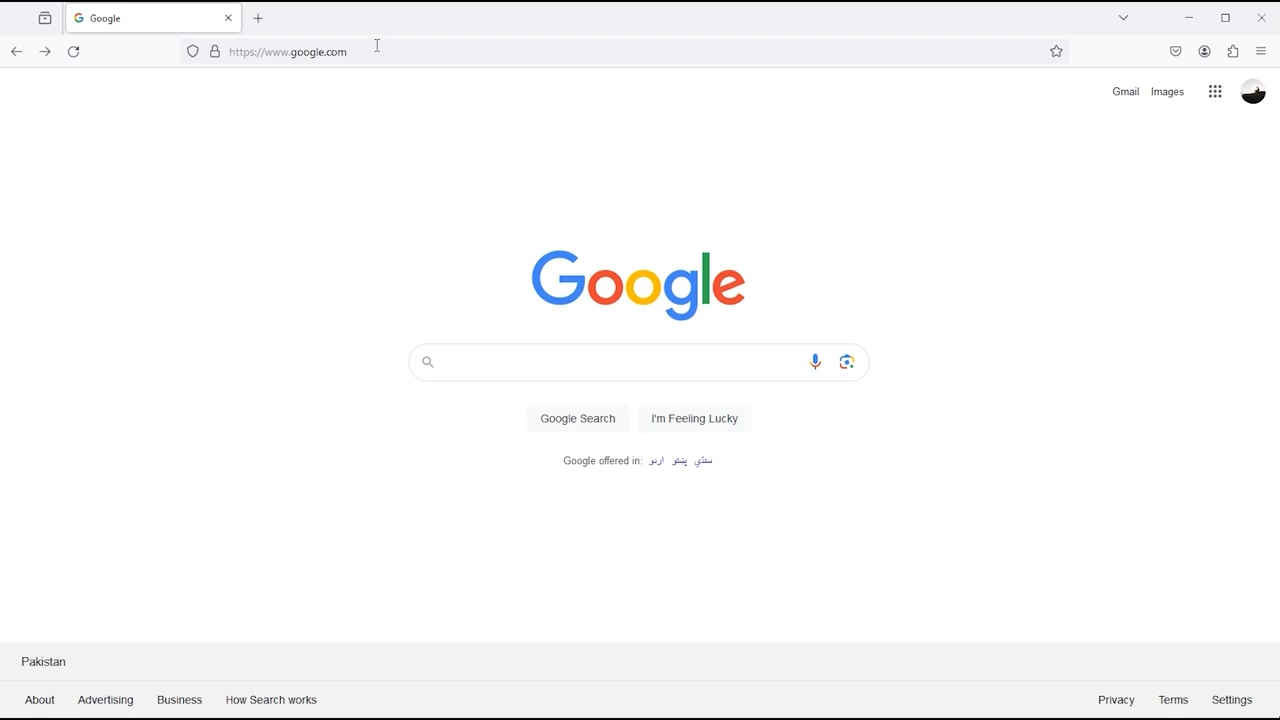 Google
https://www.google.com
Gmail Images
Google
Google Search I'm Feeling Lucky
Google offered in: اردو پښتو سنڌي
Pakistan
About Advertising Business How Search works Privacy Terms Settings